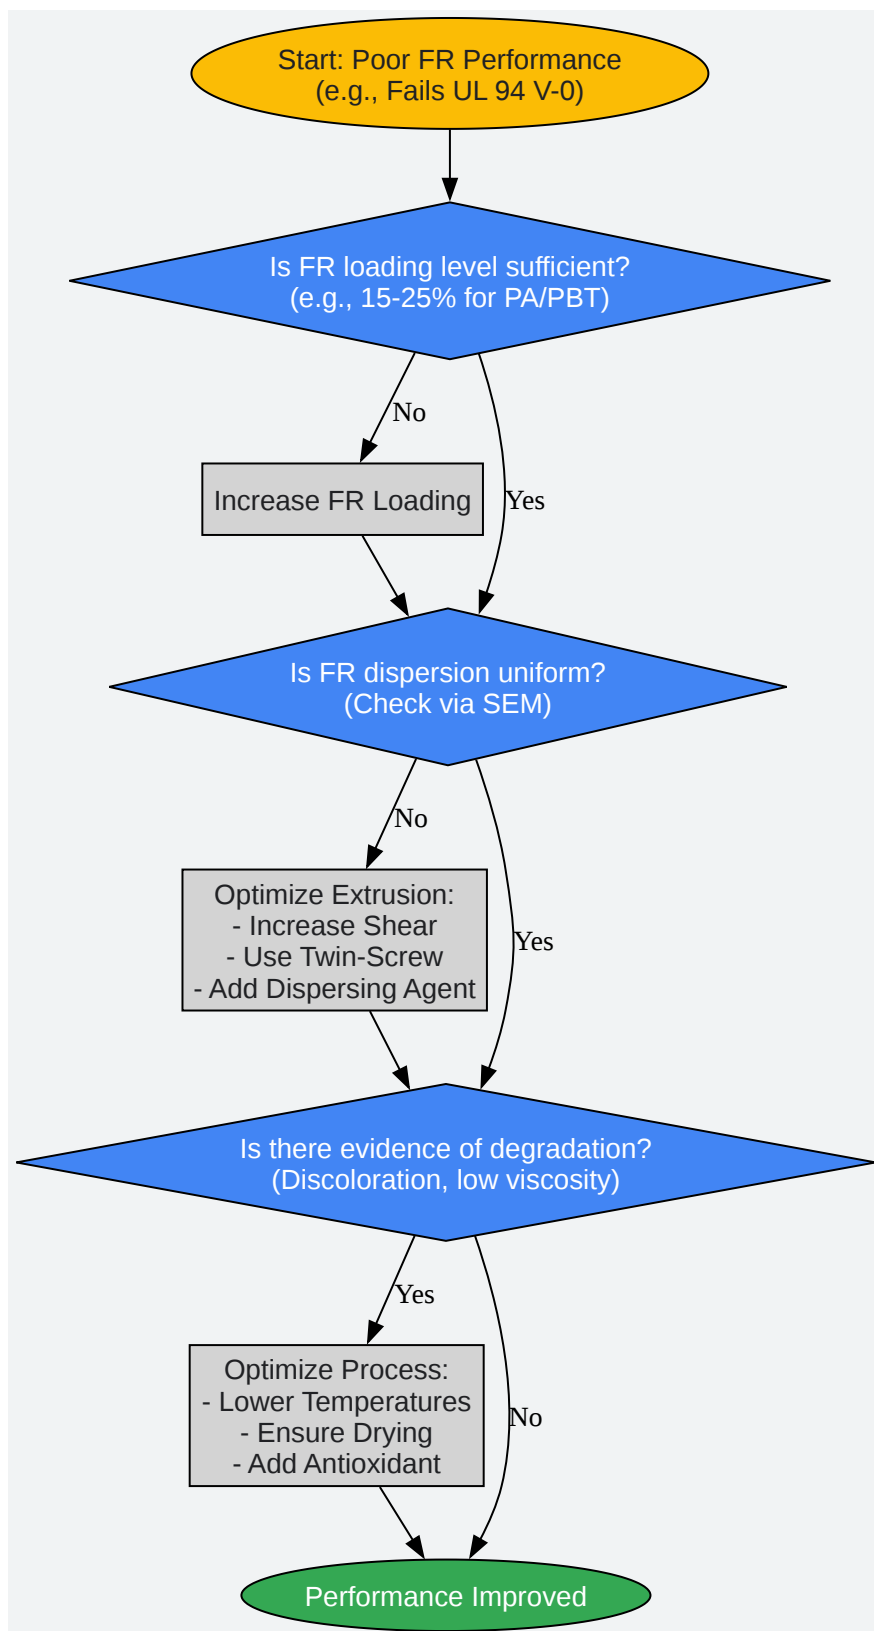 Start: Poor FR Performance
(e.g., Fails UL 94 V-0)
Is FR loading level sufficient?
(e.g., 15-25% for PA/PBT)
No
Increase FR Loading
Yes
Is FR dispersion uniform?
(Check via SEM)
No
Optimize Extrusion:
- Increase Shear
- Use Twin-Screw
- Add Dispersing Agent
Yes
Is there evidence of degradation?
(Discoloration, low viscosity)
Yes
Optimize Process:
- Lower Temperatures
- Ensure Drying
- Add Antioxidant
No
Performance Improved